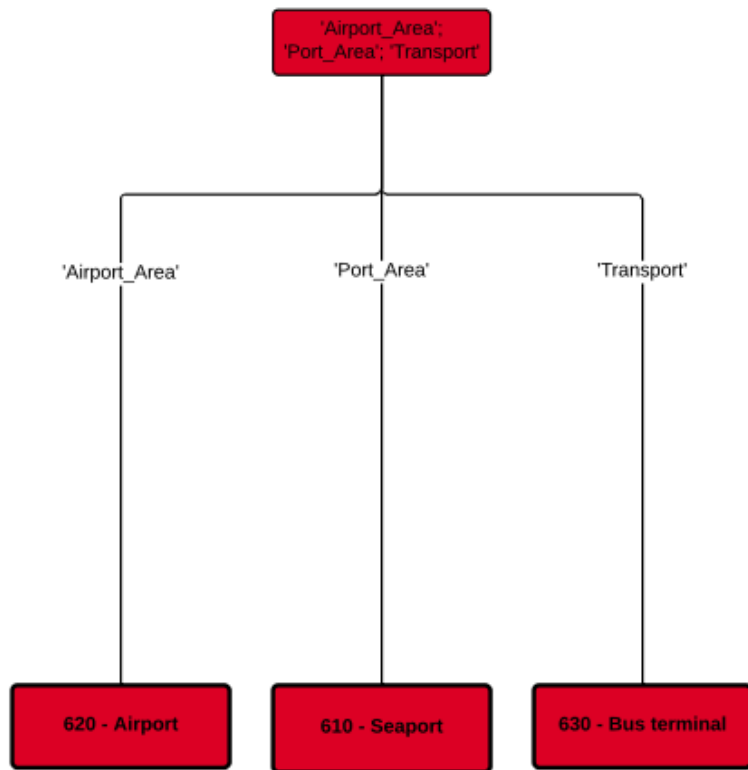 'Airport_Area';
'Port_Area'; 'Transport'
'Airport_Area'
'Port_Area'
'Transport'
620 - Airport
610 - Seaport
630 - Bus terminal